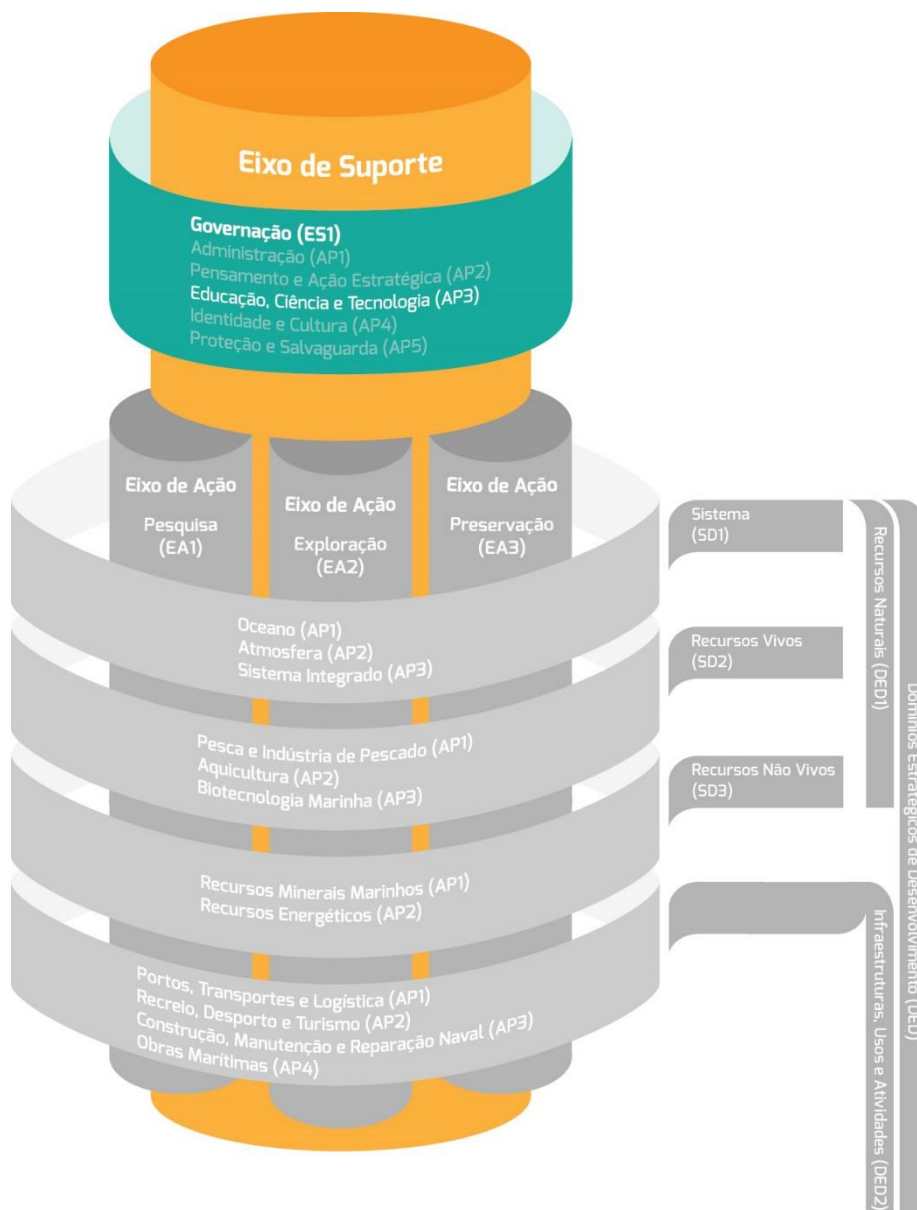 Eixo de Suporte
Governação (ES1)
Administração (AP1)
Pensamento e Ação Estratégica (AP2)
Educação, Ciência e Tecnologia (AP3)
Identidade e Cultura (AP4)
Proteção e Salvaguarda (AP5)
Eixo de Ação
Pesquisa
(EA1)
Eixo de Ação
Exploração
(EA2)
Eixo de Ação
Preservação
(EA3)
Oceano (AP1)
Atmosfera (AP2)
Sistema Integrado (AP3)
Pesca e Indústria de Pescado (AP1)
Aquicultura (AP2)
Biotecnologia Marinha (AP3)
Recursos Minerais Marinhos (AP1)
Recursos Energéticos (AP2)
Portos, Transportes e Logística (AP1)
Recreio, Desporto e Turismo (AP2)
Construção, Manutenção e Reparação Naval (AP3)
Obras Marítimas (AP4)
Sistema
(SD1)
Recursos Vivos
(SD2)
Recursos Não Vivos
(SD3)
Recursos Naturais (DED1)
Infraestruturas, Usos e Atividades (DED2)
Domínios Estratégicos de Desenvolvimento (DED)